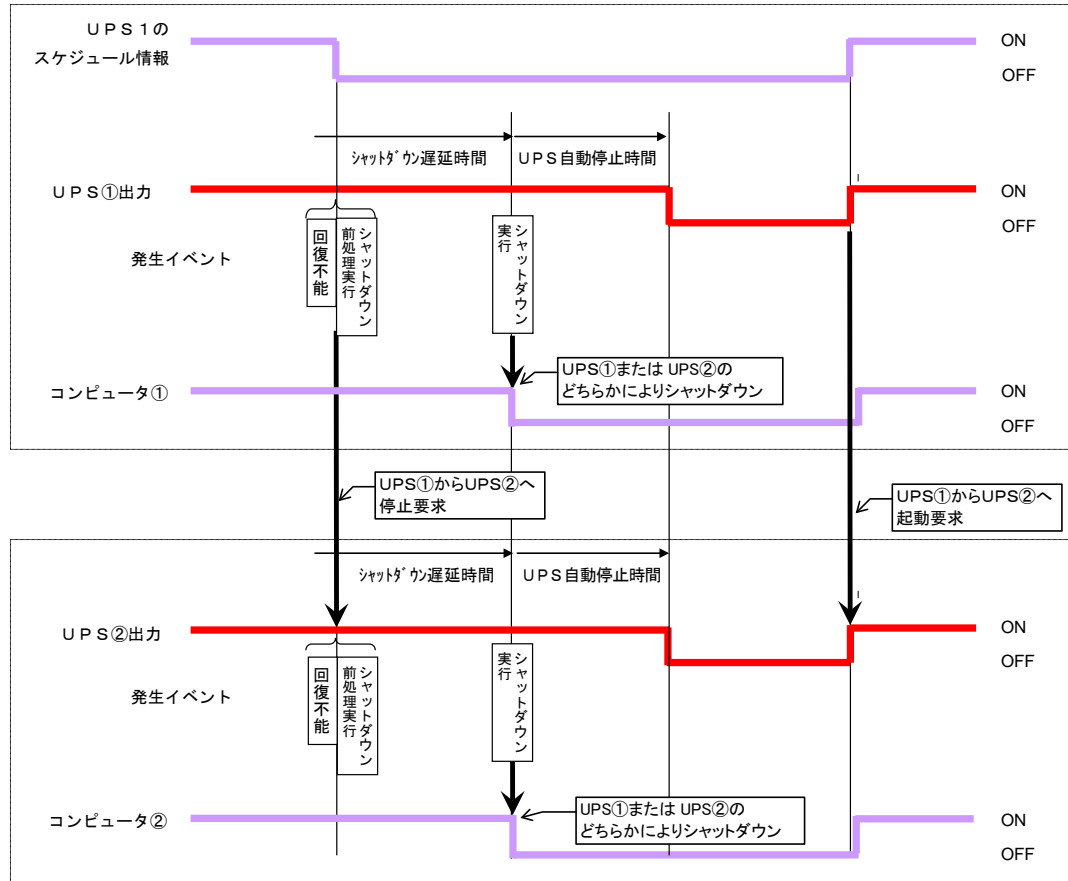 UPS1の
スケジュール情報
ON
OFF
ｼｬｯﾄﾀﾞｳﾝ遅延時間
UPS自動停止時間
UPS①出力
ON
OFF
発生イベント
回復不能
シャットダウン
前処理実行
シャットダウン
実行
UPS①または UPS②の
どちらかによりシャットダウン
コンピュータ①
ON
OFF
UPS①からUPS②へ
停止要求
UPS①からUPS②へ
起動要求
ｼｬｯﾄﾀﾞｳﾝ遅延時間
UPS自動停止時間
UPS②出力
ON
OFF
発生イベント
回復不能
シャットダウン
前処理実行
シャットダウン
実行
UPS①または UPS②の
どちらかによりシャットダウン
コンピュータ②
ON
OFF